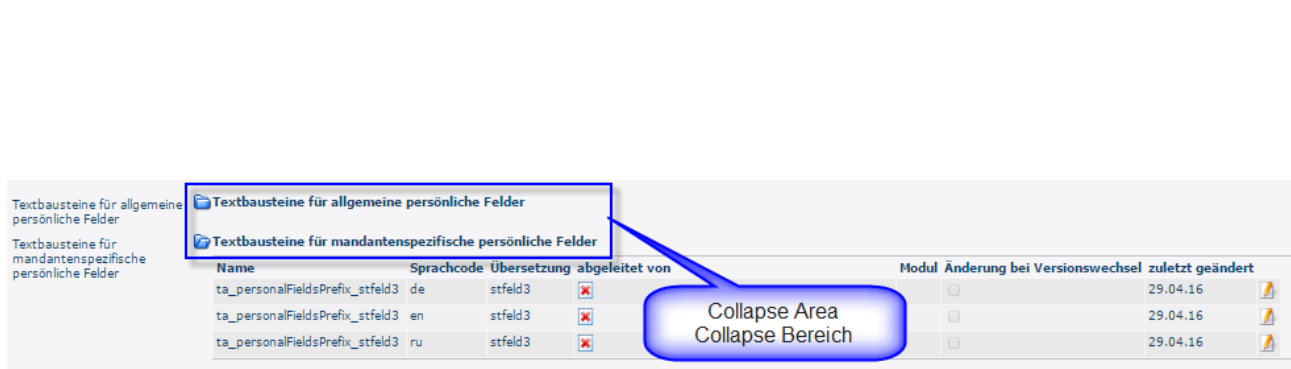 Textbausteine für allgemeine
persönliche Felder
Textbausteine für
mandantenspezifische
persönliche Felder
Textbausteine für allgemeine persönliche Felder
Textbausteine für mandantenspezifische persönliche Felder
Name Sprachcode Übersetzung abgeleitet von Modul Änderung bei Versionswechsel zuletzt geändert
ta_personalFieldsPrefix_stfeld3 de stfeld3 29.04.16
ta_personalFieldsPrefix_stfeld3 en stfeld3 29.04.16
ta_personalFieldsPrefix_stfeld3 ru stfeld3 29.04.16
Collapse Area
Collapse Bereich